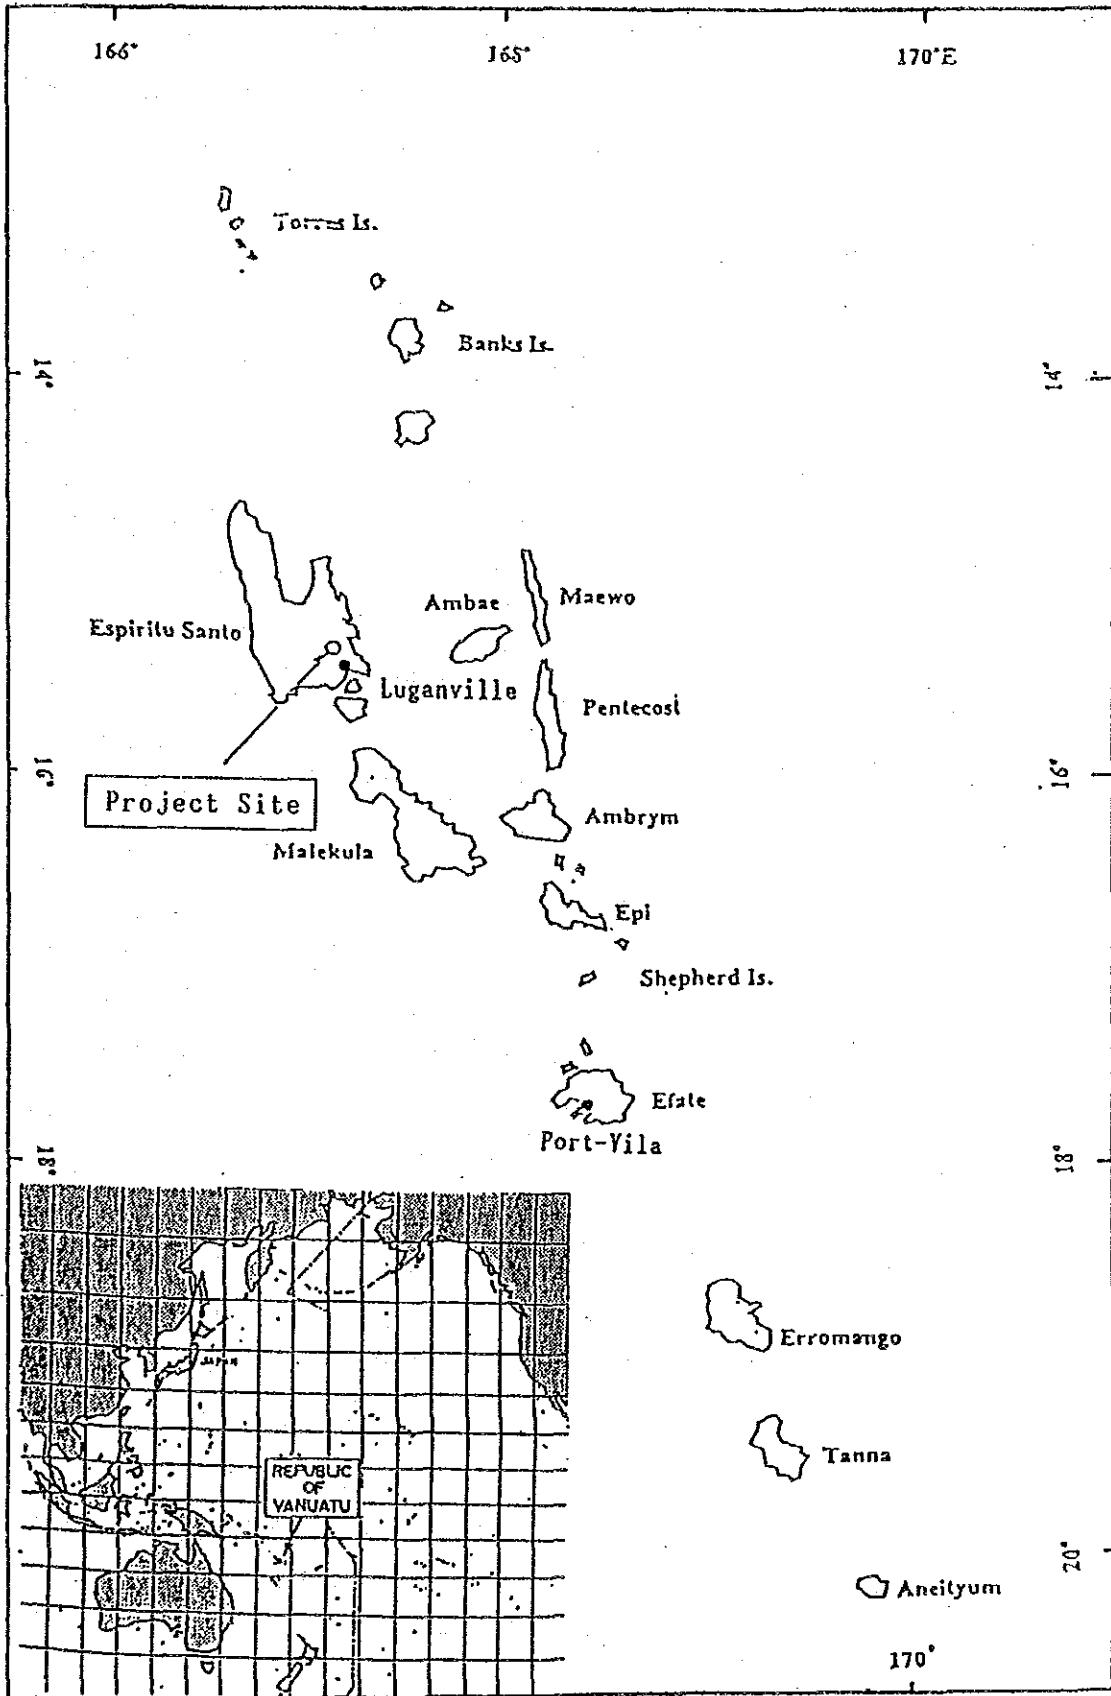 166°
165°
170°E
Torres Is.
Banks Is.
14°
14°
Espiritu Santo
Ambae
Maewo
Luganville
Pentecost
16°
16°
Project Site
Ambrym
Malekula
Epi
Shepherd Is.
Efate
Port-Vila
18°
18°
JAPAN
Erromango
REPUBLIC
OF
VANUATU
Tanna
20°
Aneityum
170°